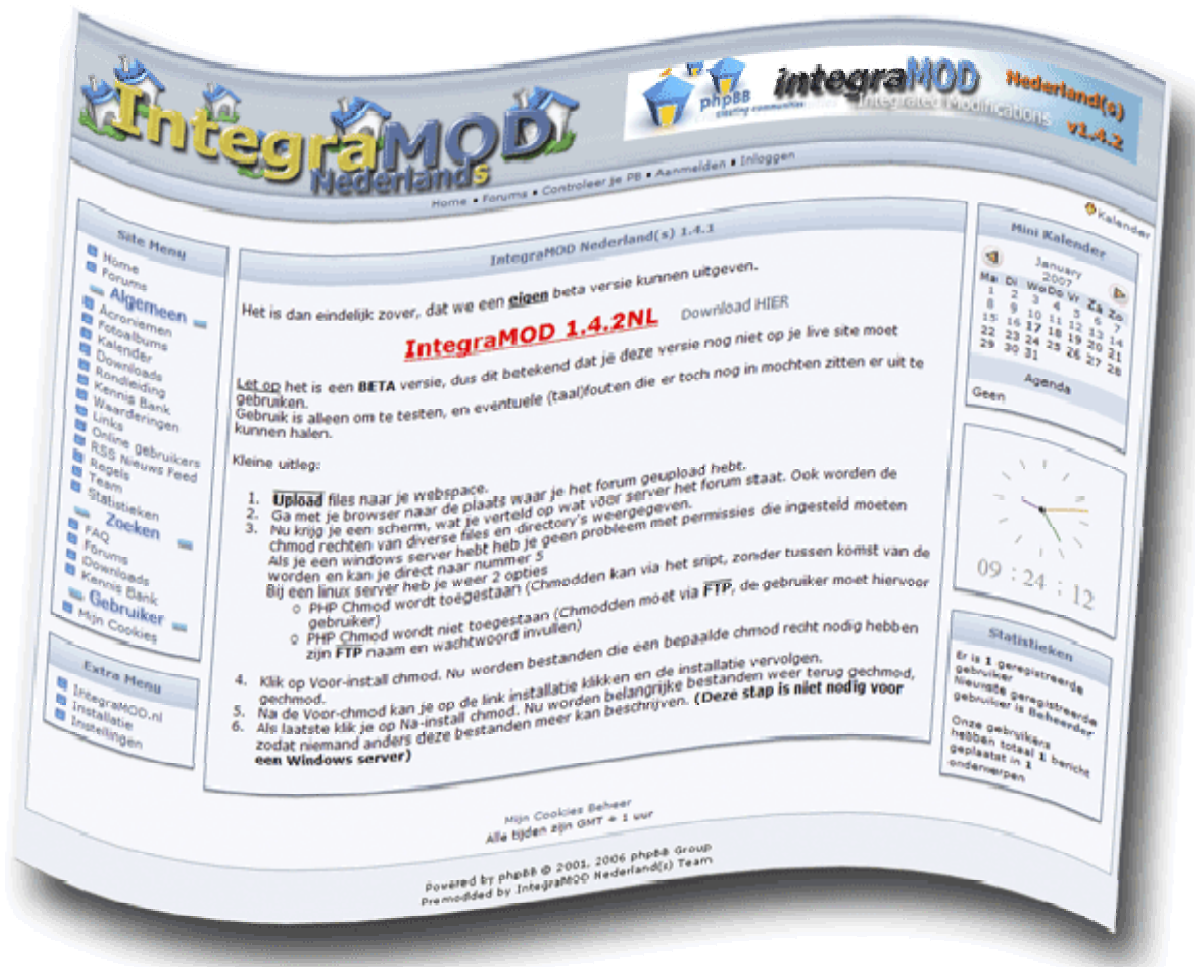 IntegraMOD
Nederlands
phpBB
creating communities
integraMOD
Integrated Modifications
Nederland(s)
v1.4.2
Home • Forums • Controleer je PB • Aanmelden • Inloggen
Kalender
Site Menu
Home
Forums
Algemeen
Acroniemen
Fotoalbums
Kalender
Downloads
Rondleiding
Kennis Bank
Waarderingen
Links
Online gebruikers
RSS Nieuws Feed
Regels
Team
Statistieken
Zoeken
FAQ
Forums
Downloads
Kennis Bank
Gebruiker
Mijn Cookies
Extra Menu
IntegraMOD.nl
Installatie
Instellingen
IntegraMOD Nederland(s) 1.4.1
Het is dan eindelijk zover, dat we een eigen beta versie kunnen uitgeven.
IntegraMOD 1.4.2NL Download HIER
Let op het is een BETA versie, dus dit betekend dat je deze versie nog niet op je live site moet
gebruiken.
Gebruik is alleen om te testen, en eventuele (taal)fouten die er toch nog in mochten zitten er uit te
kunnen halen.
Kleine uitleg:
1. Upload files naar je webspace.
2. Ga met je browser naar de plaats waar je het forum geupload hebt.
3. Nu krijg je een scherm, wat je verteld op wat voor server het forum staat. Ook worden de
chmod rechten van diverse files en directory's weergegeven.
Als je een windows server hebt heb je geen probleem met permissies die ingesteld moeten
worden en kan je direct naar nummer 5
Bij een linux server heb je weer 2 opties
o PHP Chmod wordt toegestaan (Chmodden kan via het sript, zonder tussen komst van de
gebruiker)
o PHP Chmod wordt niet toegestaan (Chmodden moet via FTP, de gebruiker moet hiervoor
zijn FTP naam en wachtwoord invullen)
4. Klik op Voor-install chmod. Nu worden bestanden die een bepaalde chmod recht nodig hebben
gechmod.
5. Na de Voor-chmod kan je op de link installatie klikken en de installatie vervolgen.
6. Als laatste klik je op Na-install chmod. Nu worden belangrijke bestanden weer terug gechmod,
zodat niemand anders deze bestanden meer kan beschrijven. (Deze stap is niet nodig voor
een Windows server)
Mini Kalender
January
2007
Ma Di Wo Do Vr Za Zo
1 2 3 4 5 6 7
8 9 10 11 12 13 14
15 16 17 18 19 20 21
22 23 24 25 26 27 28
29 30 31
Agenda
Geen
09 : 24 : 12
Statistieken
Er is 1 geregistreerde
gebruiker
Nieuwste geregistreerde
gebruiker is Beheerder
Onze gebruikers
hebben totaal 1 bericht
geplaatst in 1
onderwerpen
Mijn Cookies Beheer
Alle tijden zijn GMT + 1 uur
Powered by phpBB © 2001, 2006 phpBB Group
Premodded by IntegraMOD Nederland(s) Team